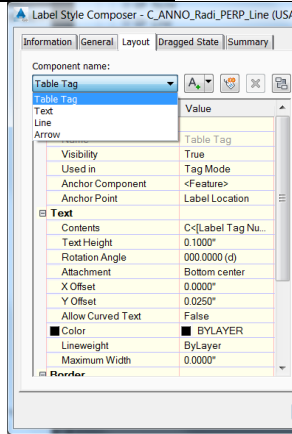 Label Style Composer - C_ANNO_Radi_PERP_Line (USA
Information General Layout Dragged State Summary
Component name:
Table Tag
Table Tag
Text
Line
Arrow
Value
Name Table Tag
Visibility True
Used in Tag Mode
Anchor Component <Feature>
Anchor Point Label Location
Text
Contents C<[Label Tag Nu...
Text Height 0.1000"
Rotation Angle 000.0000 (d)
Attachment Bottom center
X Offset 0.0000"
Y Offset 0.0250"
Allow Curved Text False
Color BYLAYER
Lineweight ByLayer
Maximum Width 0.0000"
Border